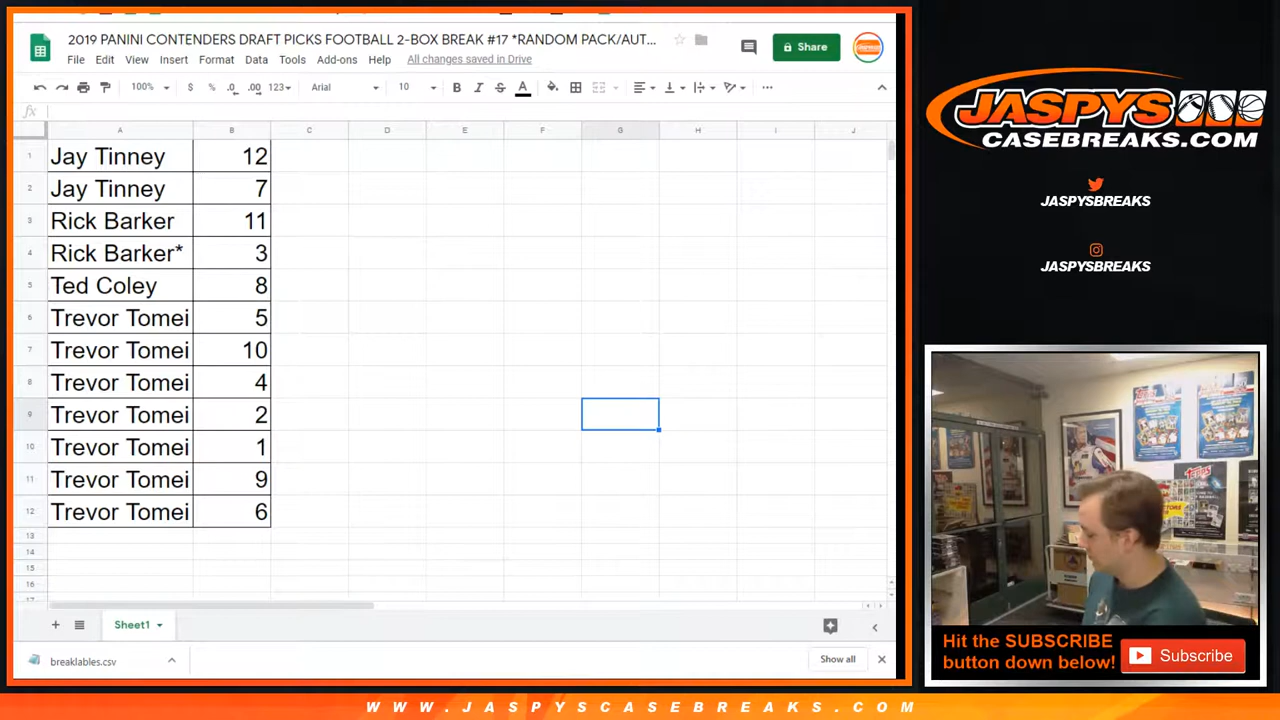 2019 PANINI CONTENDERS DRAFT PICKS FOOTBALL 2-BOX BREAK #17 *RANDOM PACK/AUT...
Share
File Edit View Insert Format Data Tools Add-ons Help All changes saved in Drive
100% $ % .0 .00 123 Arial 10 B I S A
fx
A B C D E F G H I J
1 Jay Tinney 12
2 Jay Tinney 7
3 Rick Barker 11
4 Rick Barker* 3
5 Ted Coley 8
6 Trevor Tomei 5
7 Trevor Tomei 10
8 Trevor Tomei 4
9 Trevor Tomei 2
10 Trevor Tomei 1
11 Trevor Tomei 9
12 Trevor Tomei 6
13
14
15
16
17
Sheet1
breaklables.csv
Show all
JASPYS
CASEBREAKS.COM
JASPYSBREAKS
JASPYSBREAKS
Hit the SUBSCRIBE
button down below!
Subscribe
WWW.JASPYSCASEBREAKS.COM